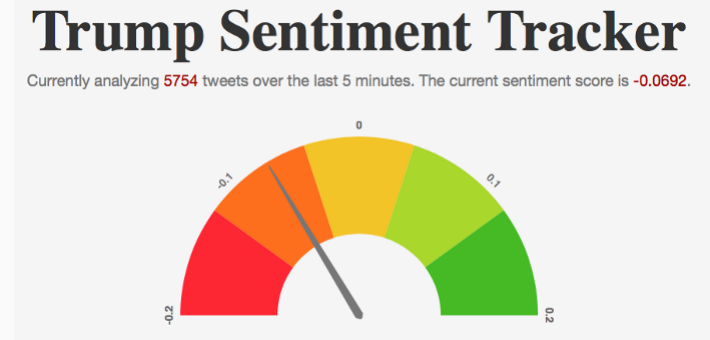 Trump Sentiment Tracker
Currently analyzing 5754 tweets over the last 5 minutes. The current sentiment score is -0.0692.
0
-0.1
0.1
-0.2
0.2